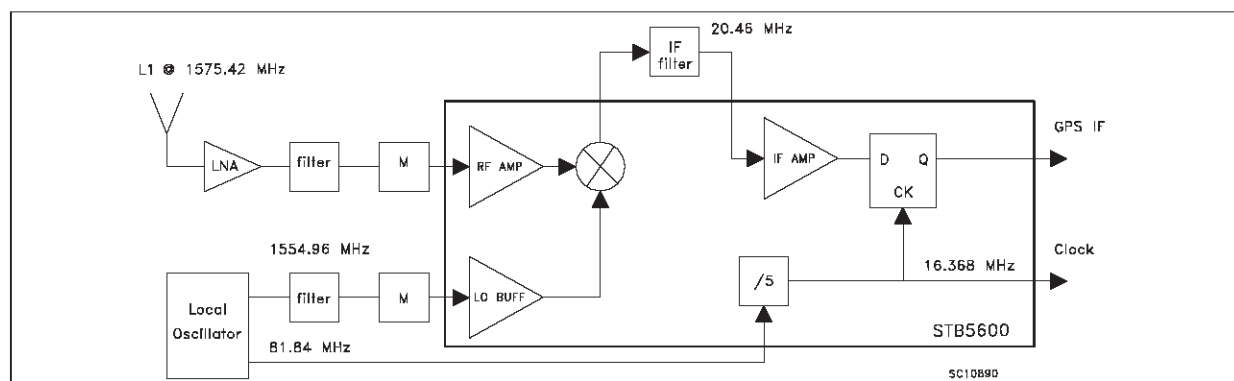 20.46 MHz
IF
filter
L1 @ 1575.42 MHz
GPS IF
LNA
filter
M
RF AMP
IF AMP
D Q
CK
1554.96 MHz
Clock
16.368 MHz
/5
filter
M
LO BUFF
Local
Oscillator
STB5600
81.84 MHz
SC10890